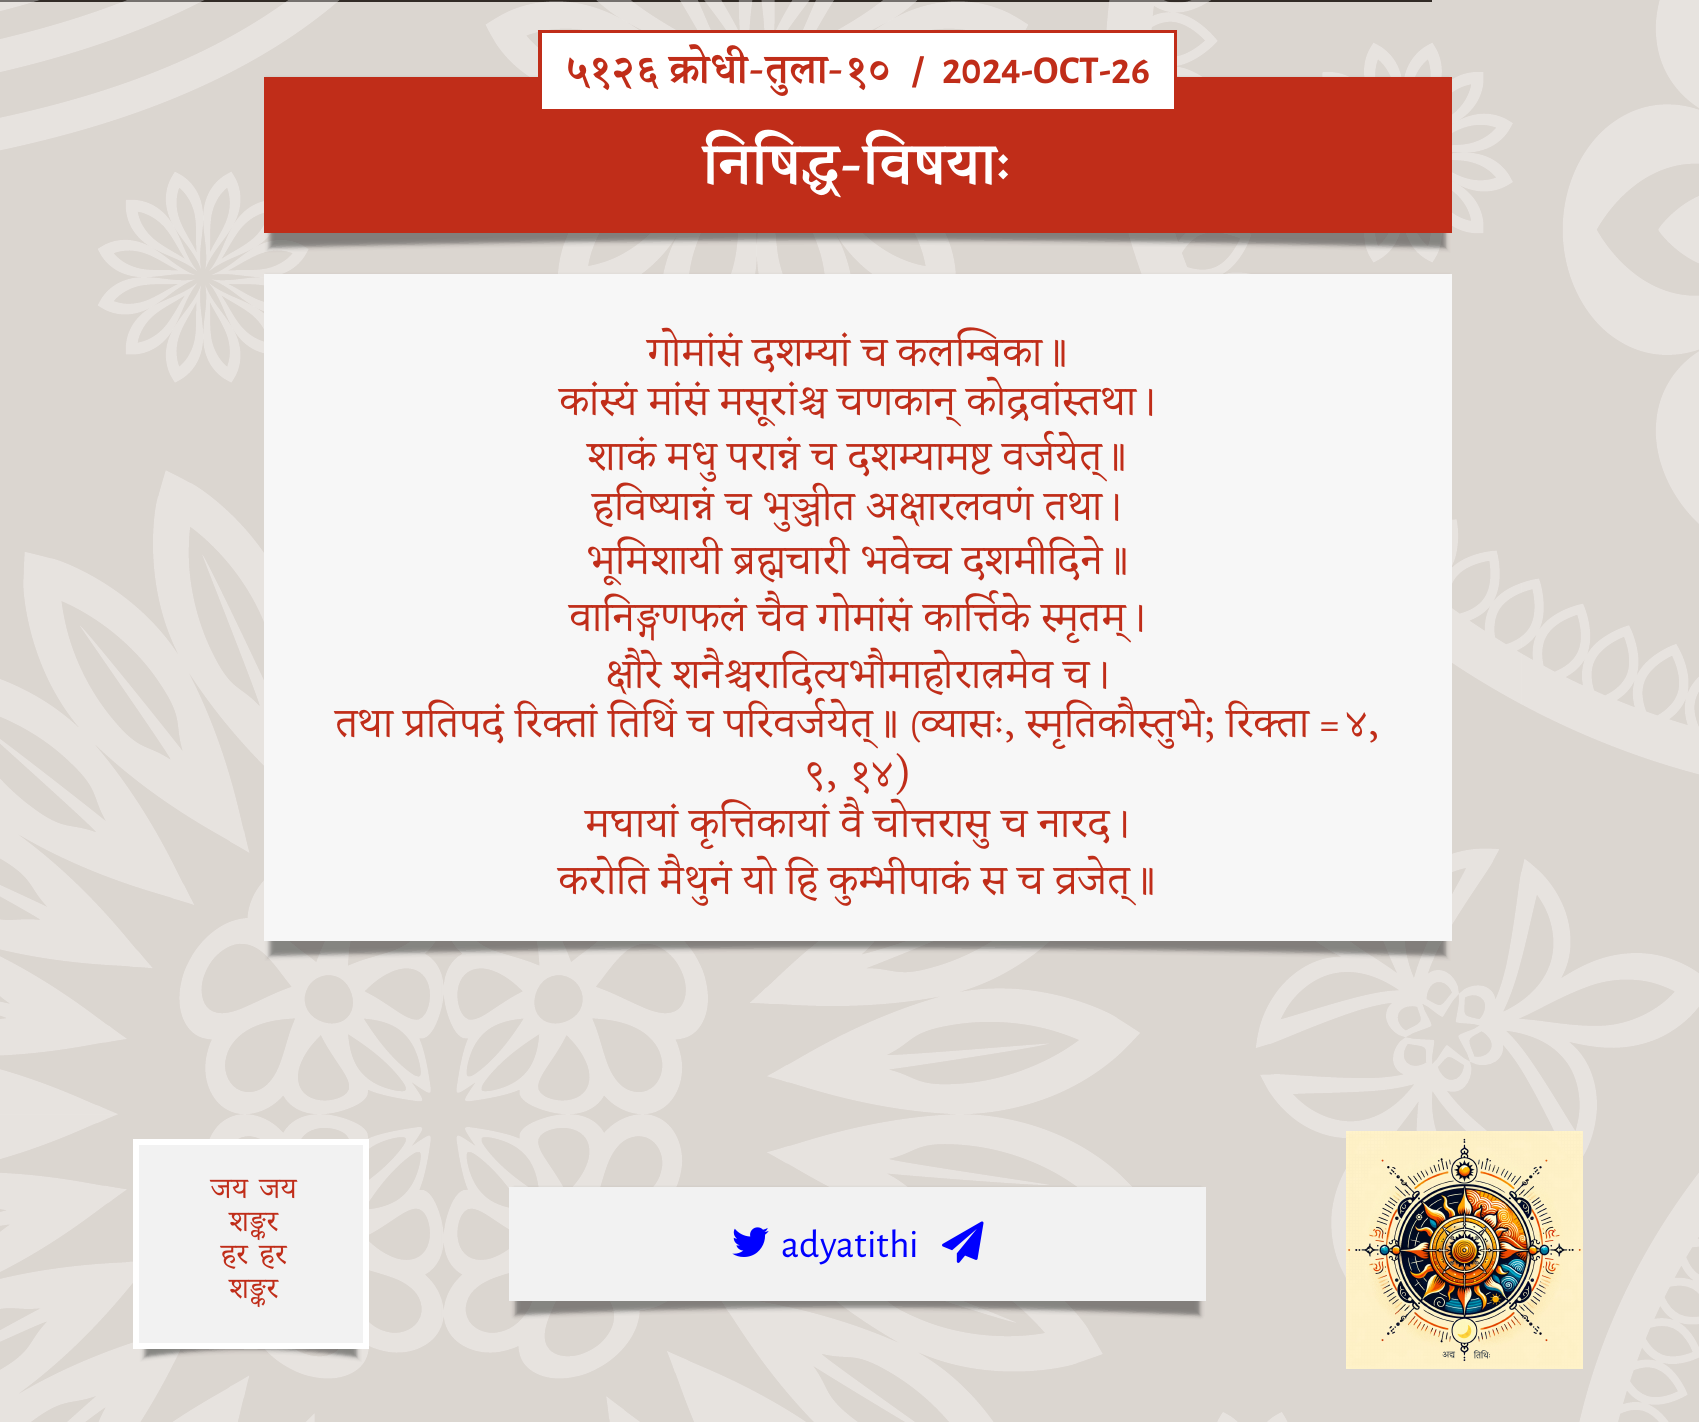 ५१२६ क्रोधी-तुला-१० / 2024-OCT-26
निषिद्ध-विषयाः
गोमांसं दशम्यां च कलम्बिका॥
कांस्यं मांसं मसूरांश्च चणकान् कोद्रवांस्तथा।
शाकं मधु परान्नं च दशम्यामष्ट वर्जयेत्॥
हविष्यान्नं च भुञ्जीत अक्षारलवणं तथा।
भूमिशायी ब्रह्मचारी भवेच्च दशमीदिने॥
वानिङ्गणफलं चैव गोमांसं कार्त्तिके स्मृतम्।
क्षौरे शनैश्चरादित्यभौमाहोरात्रमेव च।
तथा प्रतिपदं रिक्तां तिथिं च परिवर्जयेत्॥ (व्यासः, स्मृतिकौस्तुभे; रिक्ता =४,
९, १४)
मघायां कृत्तिकायां वै चोत्तरासु च नारद।
करोति मैथुनं यो हि कुम्भीपाकं स च व्रजेत्॥
जय जय
शङ्कर
हर हर
शङ्कर
adyatithi
अद्य तिथिः